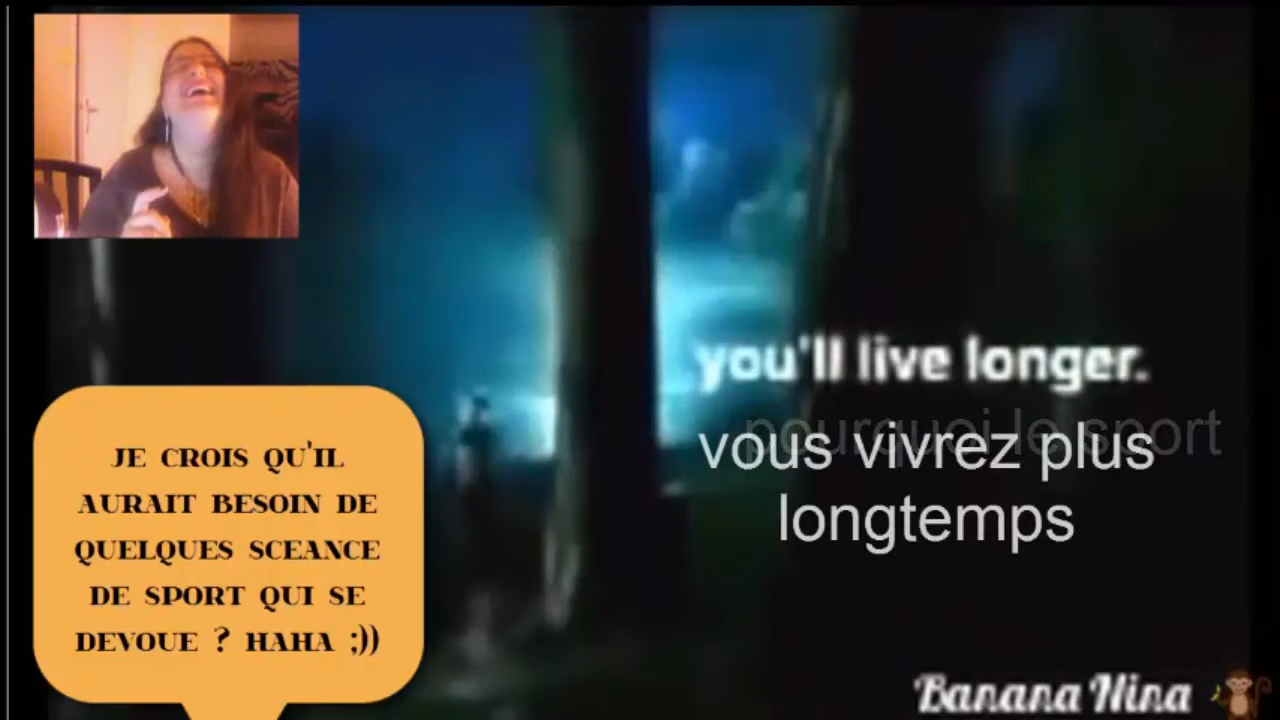 you'll live longer.
pourquoi le sport
vous vivrez plus
longtemps
JE CROIS QU'IL
AURAIT BESOIN DE
QUELQUES SCEANCE
DE SPORT QUI SE
DEVOUE ? HAHA ;))
Banana Nina